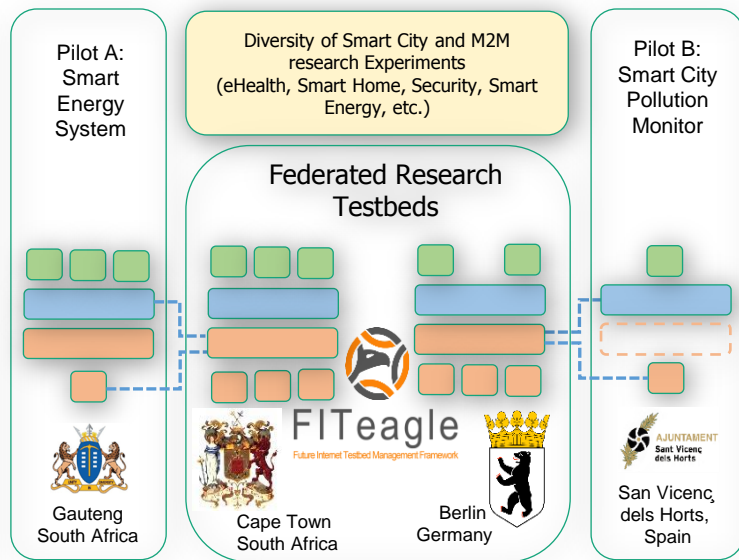 Pilot A:
Smart
Energy
System
Diversity of Smart City and M2M
research Experiments
(eHealth, Smart Home, Security, Smart
Energy, etc.)
Pilot B:
Smart City
Pollution
Monitor
Federated Research
Testbeds
FITeagle
Future Internet Testbed Management Framework
AJUNTAMENT
Sant Vicenç
dels Horts
Gauteng
South Africa
Cape Town
South Africa
Berlin
Germany
San Vicenç
dels Horts,
Spain